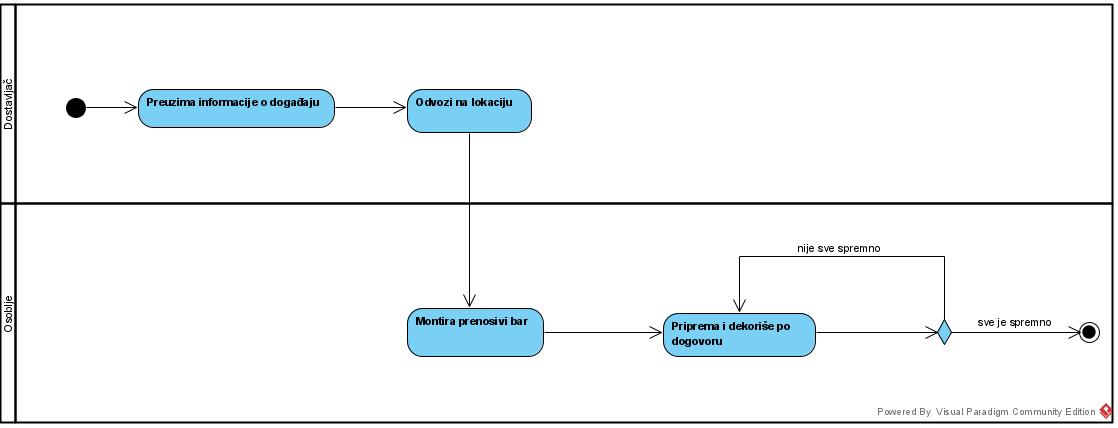 Dostavljač
Preuzima informacije o događaju
Odvozi na lokaciju
Osoblje
nije sve spremno
Montira prenosivi bar
Priprema i dekoriše po
dogovoru
sve je spremno
Powered By Visual Paradigm Community Edition